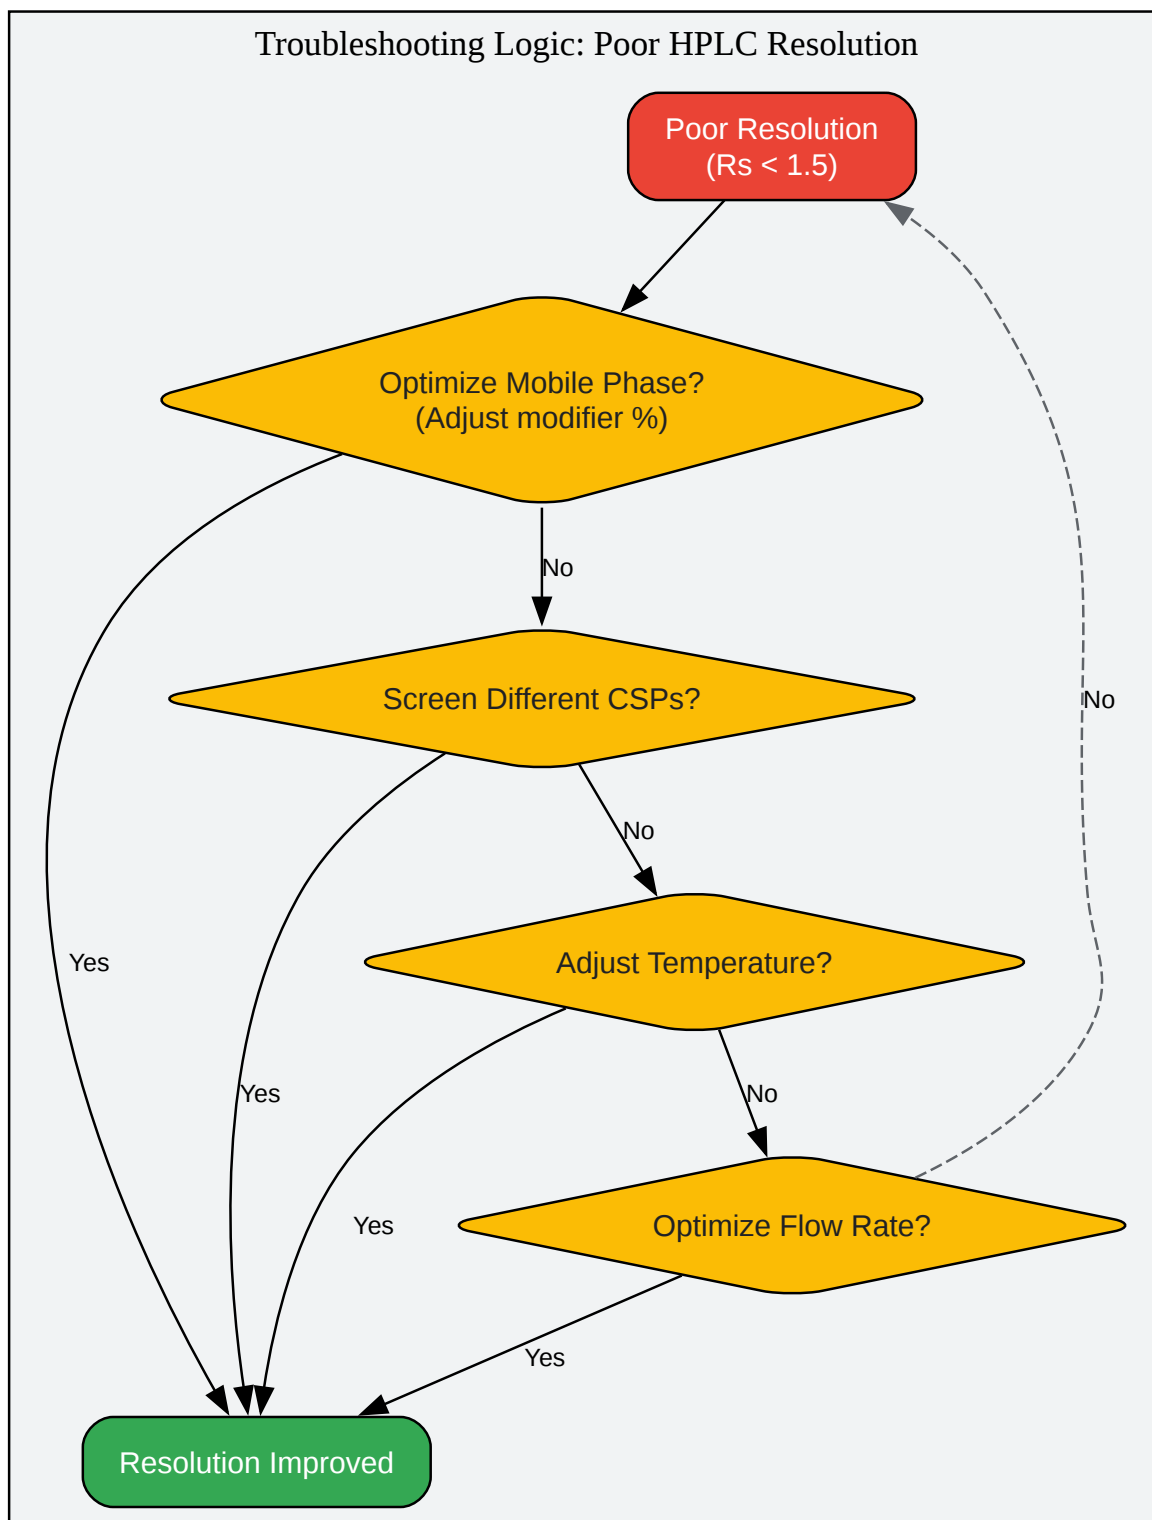 Troubleshooting Logic: Poor HPLC Resolution
Poor Resolution
(Rs < 1.5)
Optimize Mobile Phase?
(Adjust modifier %)
No
Screen Different CSPs?
No
No
Adjust Temperature?
Yes
Yes
No
Optimize Flow Rate?
Yes
Yes
Resolution Improved